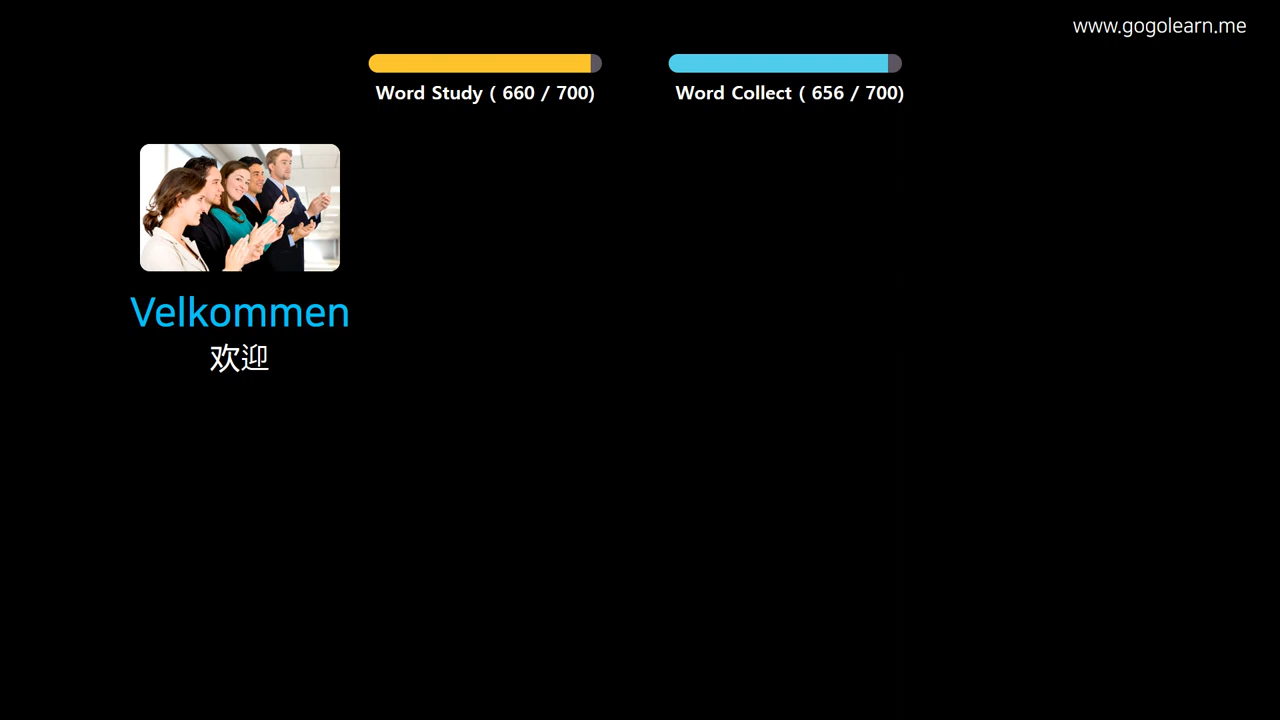 www.gogolearn.me
Word Study ( 660 / 700)
Word Collect ( 656 / 700)
Velkommen
欢迎